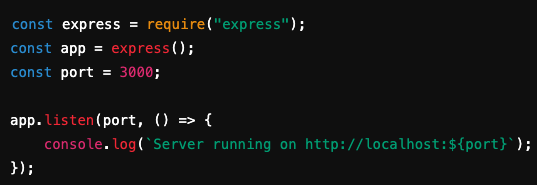 const express = require("express");
const app = express();
const port = 3000;

app.listen(port, () => {
    console.log(`Server running on http://localhost:${port}`);
});